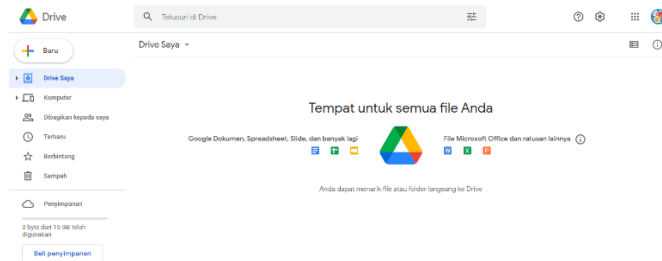 Drive
Telusuri di Drive
Baru
Drive Saya
Drive Saya
Komputer
Dibagikan kepada saya
Terbaru
Berbintang
Sampah
Penyimpanan
0 byte dari 15 GB telah
digunakan
Beli penyimpanan
Tempat untuk semua file Anda
Google Dokumen, Spreadsheet, Slide, dan banyak lagi
File Microsoft Office dan ratusan lainnya
W X P
Anda dapat menarik file atau folder langsung ke Drive